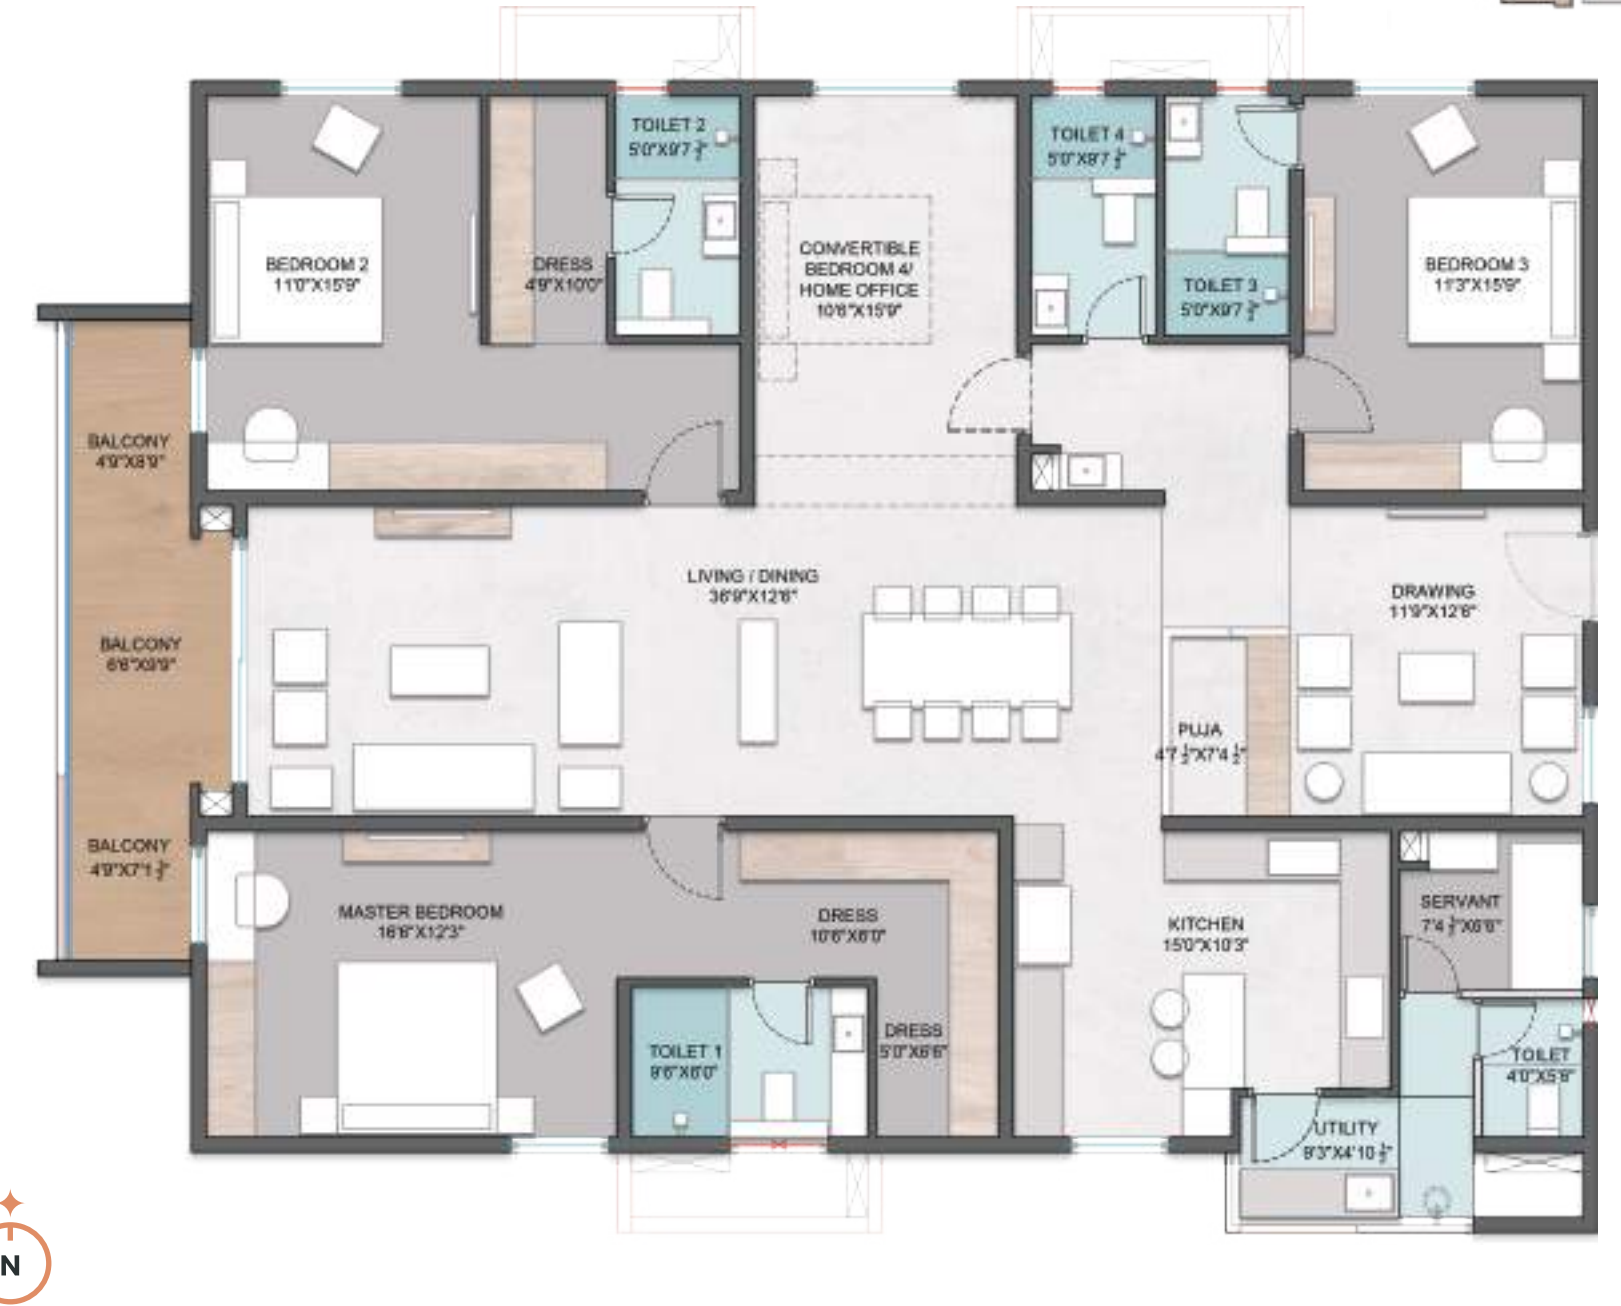 TOILET 2
5'0"X9'7 1/2"
TOILET 4
5'0"X9'7 1/2"
BEDROOM 2
11'0"X15'9"
DRESS
4'9"X10'0"
CONVERTIBLE
BEDROOM 4/
HOME OFFICE
10'6"X15'9"
TOILET 3
5'0"X9'7 1/2"
BEDROOM 3
11'3"X15'9"
BALCONY
4'9"X8'9"
LIVING / DINING
36'9"X12'6"
DRAWING
11'9"X12'6"
BALCONY
6'6"X9'9"
PUJA
4'7 1/2"X7'4 1/2"
BALCONY
4'9"X7'1 1/2"
MASTER BEDROOM
16'6"X12'3"
DRESS
10'6"X6'0"
KITCHEN
15'0"X10'3"
SERVANT
7'4 1/2"X6'6"
DRESS
5'0"X6'6"
TOILET 1
9'6"X6'0"
TOILET
4'0"X5'8"
UTILITY
9'3"X4'10 1/2"
N